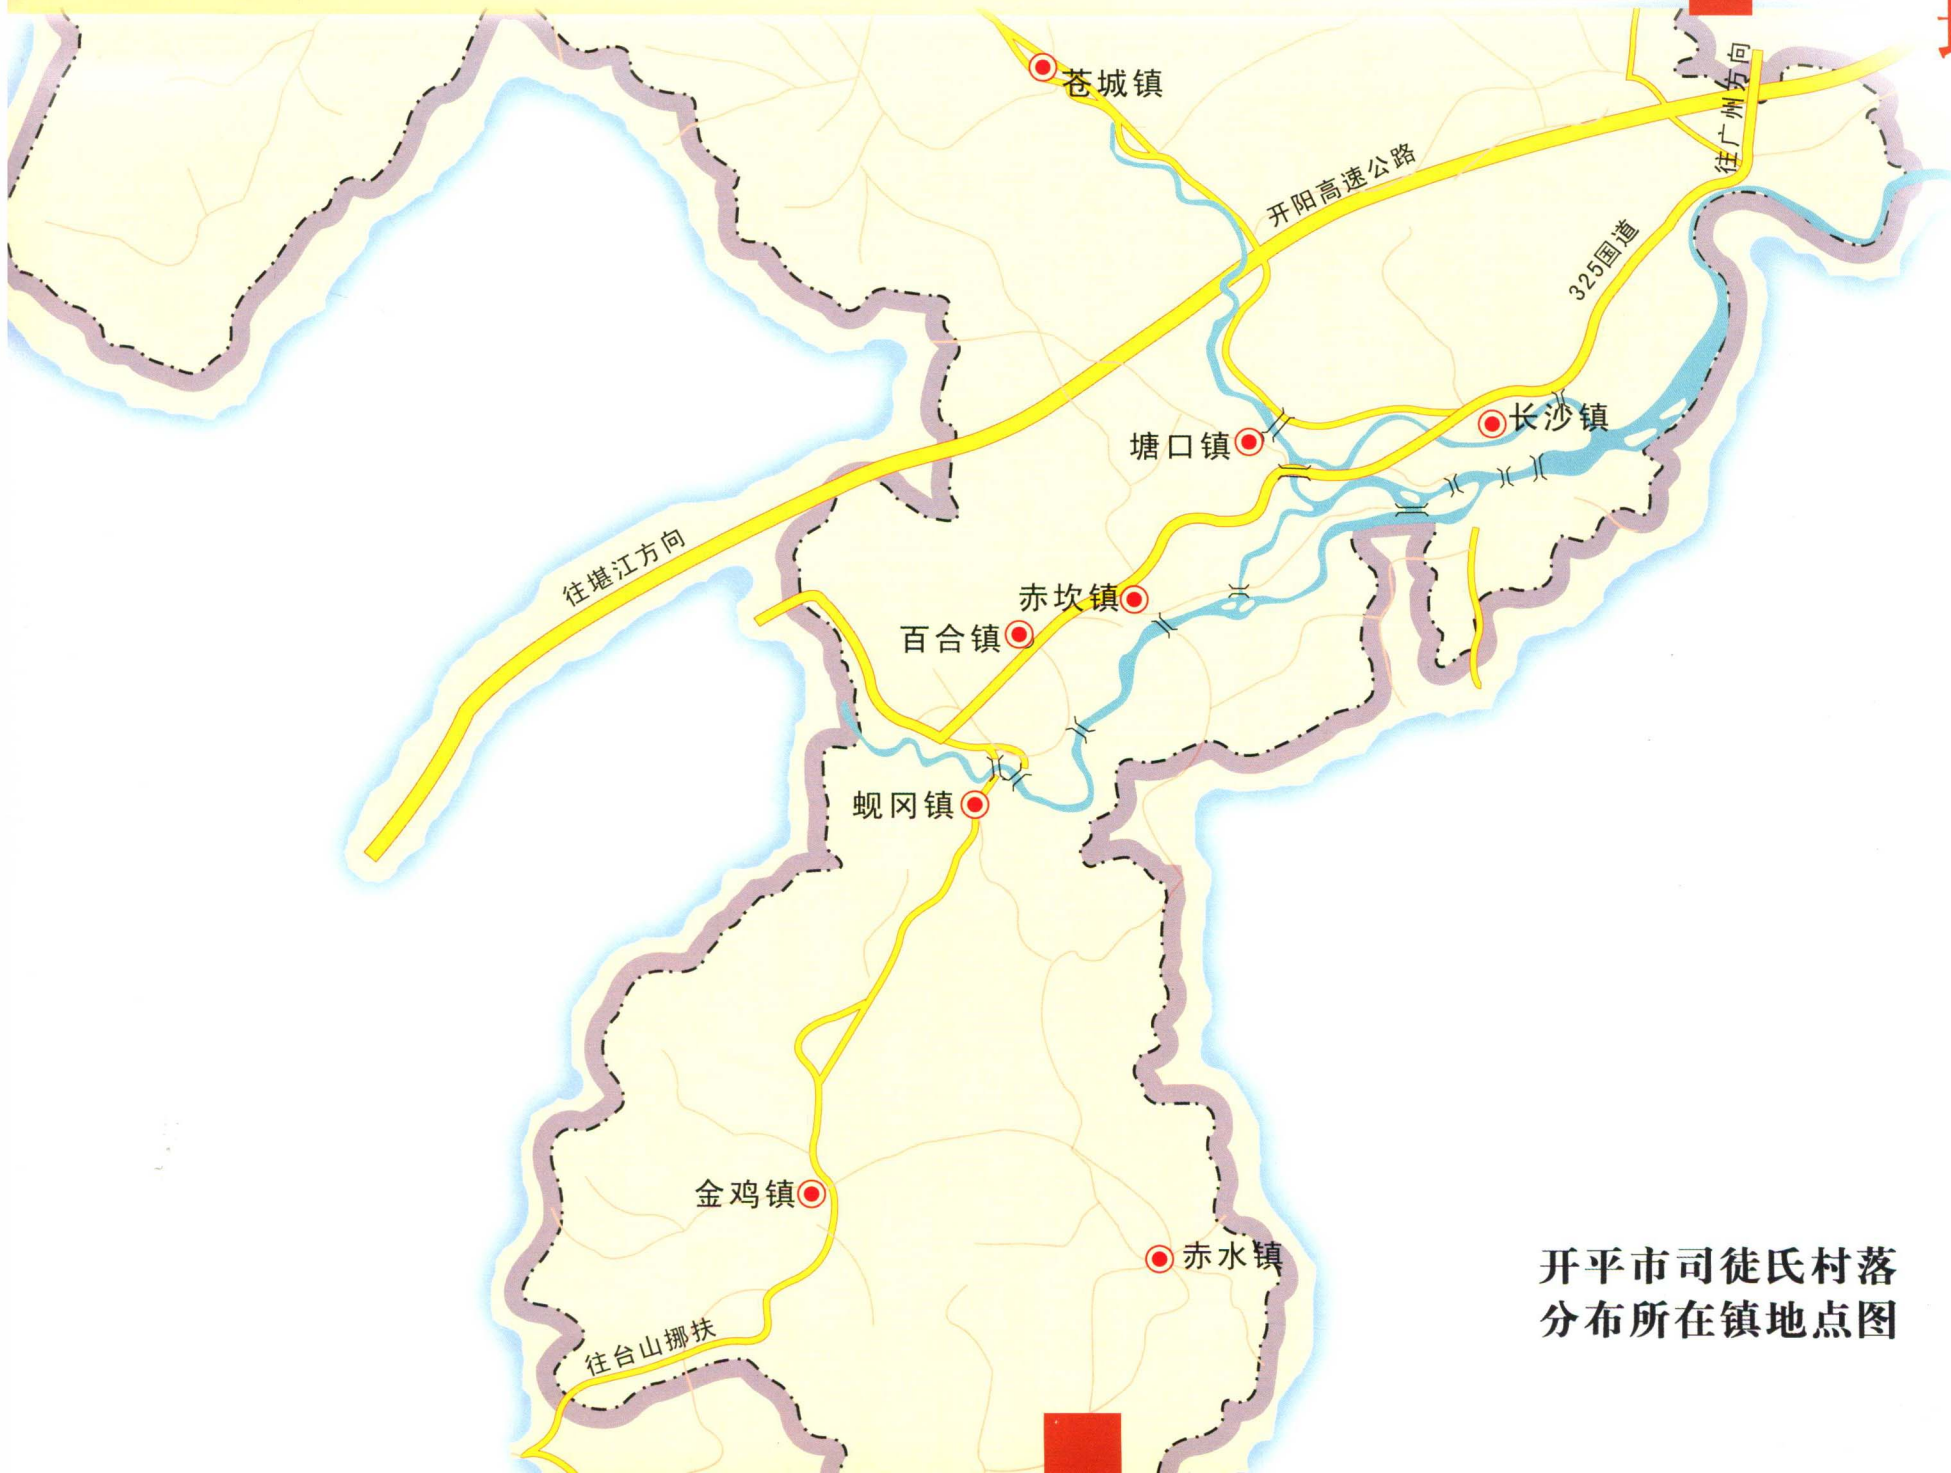 苍城镇
往广州方向
开阳高速公路
325国道
长沙镇
塘口镇
往堪江方向
赤坎镇
百合镇
蚬冈镇
金鸡镇
赤水镇
往台山挪扶
开平市司徒氏村落
分布所在镇地点图